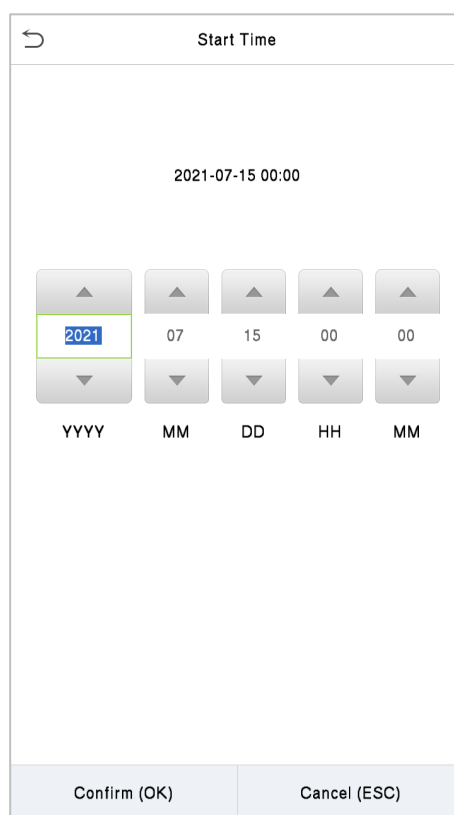 Start Time
2021-07-15 00:00
2021 07 15 00 00
YYYY MM DD HH MM
Confirm (OK) Cancel (ESC)